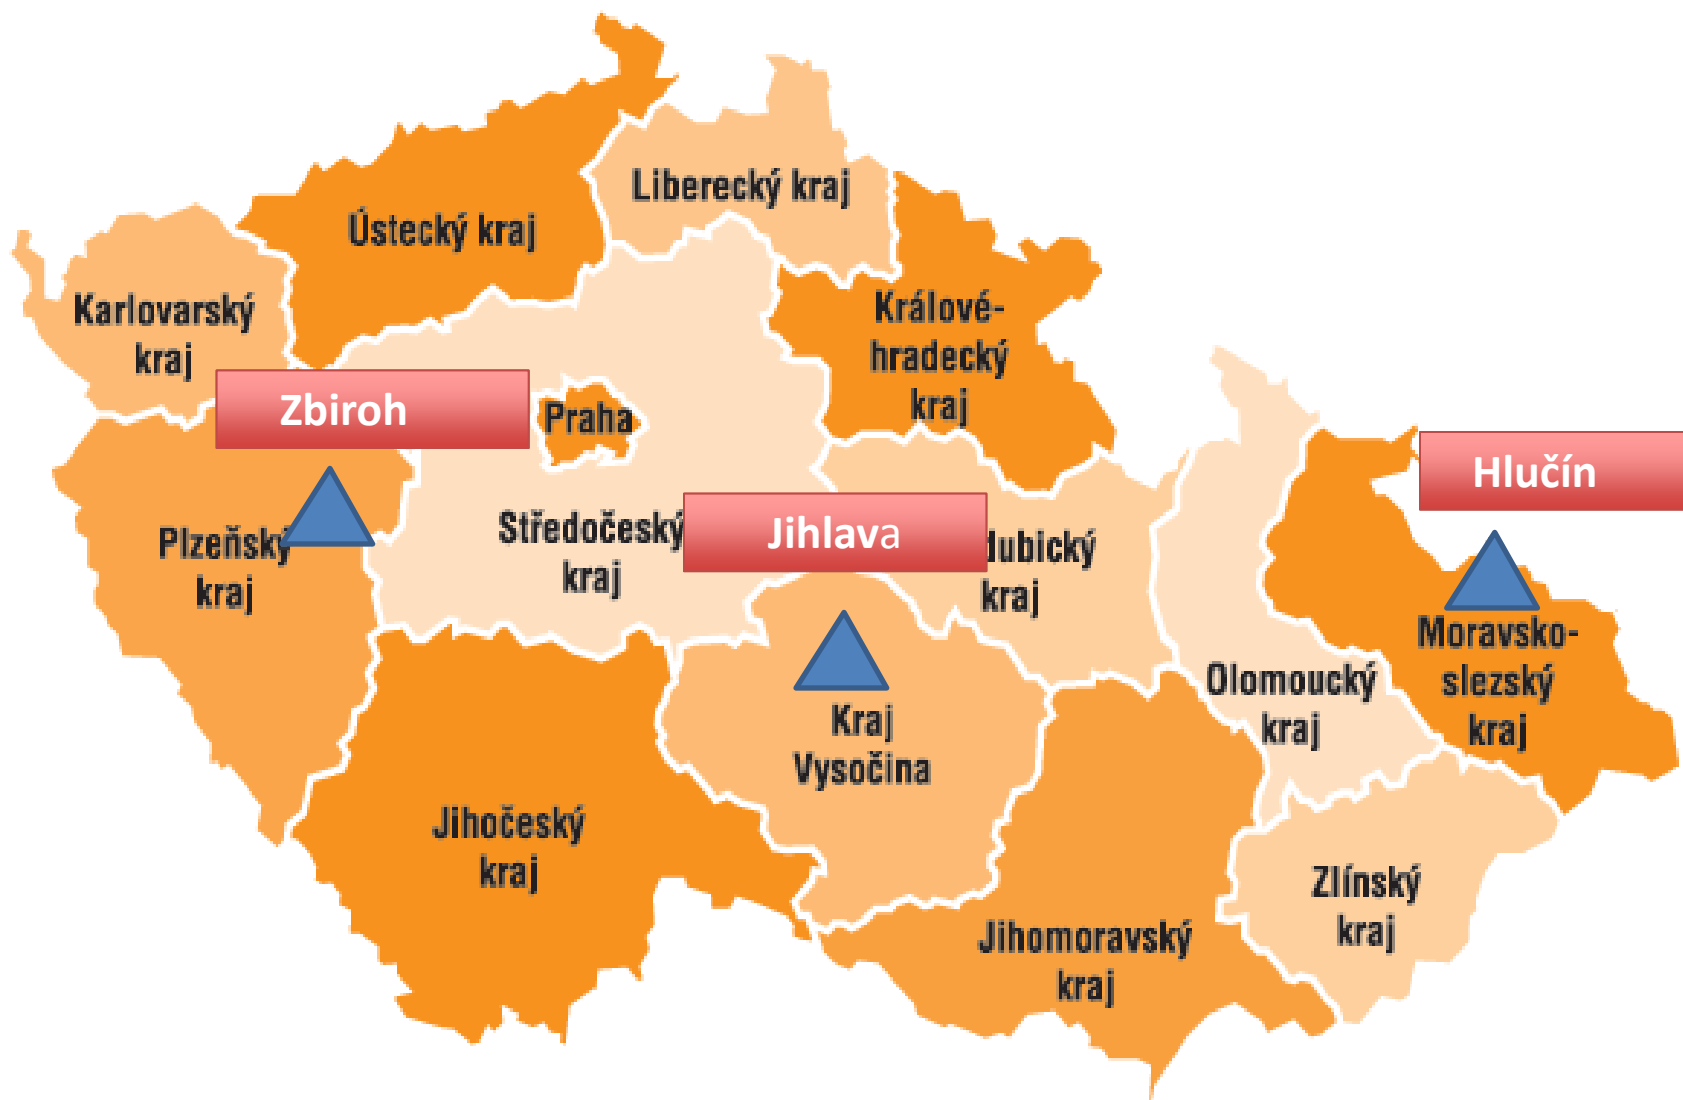 Liberecký kraj
Ústecký kraj
Karlovarský
kraj
Králové-
hradecký
kraj
Zbiroh
Praha
Hlučín
Plzeňský
kraj
Středočeský
kraj
Jihlava
dubický
kraj
Moravsko-
slezský
kraj
Olomoucký
kraj
Kraj
Vysočina
Jihočeský
kraj
Zlínský
kraj
Jihomoravský
kraj